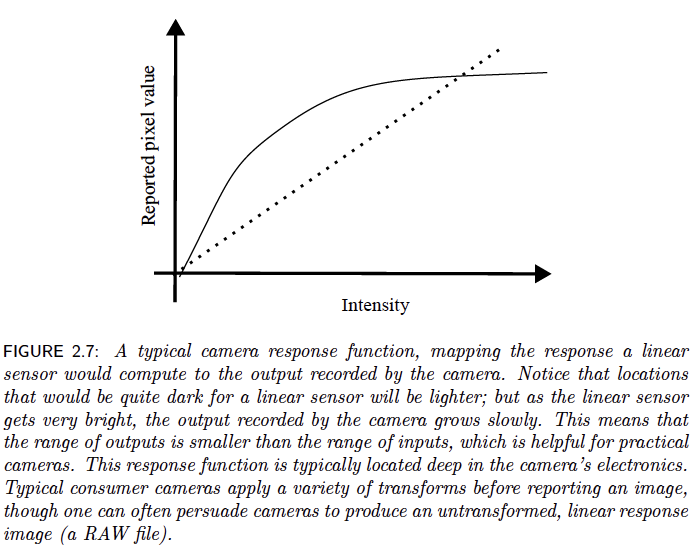 Reported pixel value
Intensity
FIGURE 2.7: A typical camera response function, mapping the response a linear
sensor would compute to the output recorded by the camera. Notice that locations
that would be quite dark for a linear sensor will be lighter; but as the linear sensor
gets very bright, the output recorded by the camera grows slowly. This means that
the range of outputs is smaller than the range of inputs, which is helpful for practical
cameras. This response function is typically located deep in the camera's electronics.
Typical consumer cameras apply a variety of transforms before reporting an image,
though one can often persuade cameras to produce an untransformed, linear response
image (a RAW file).